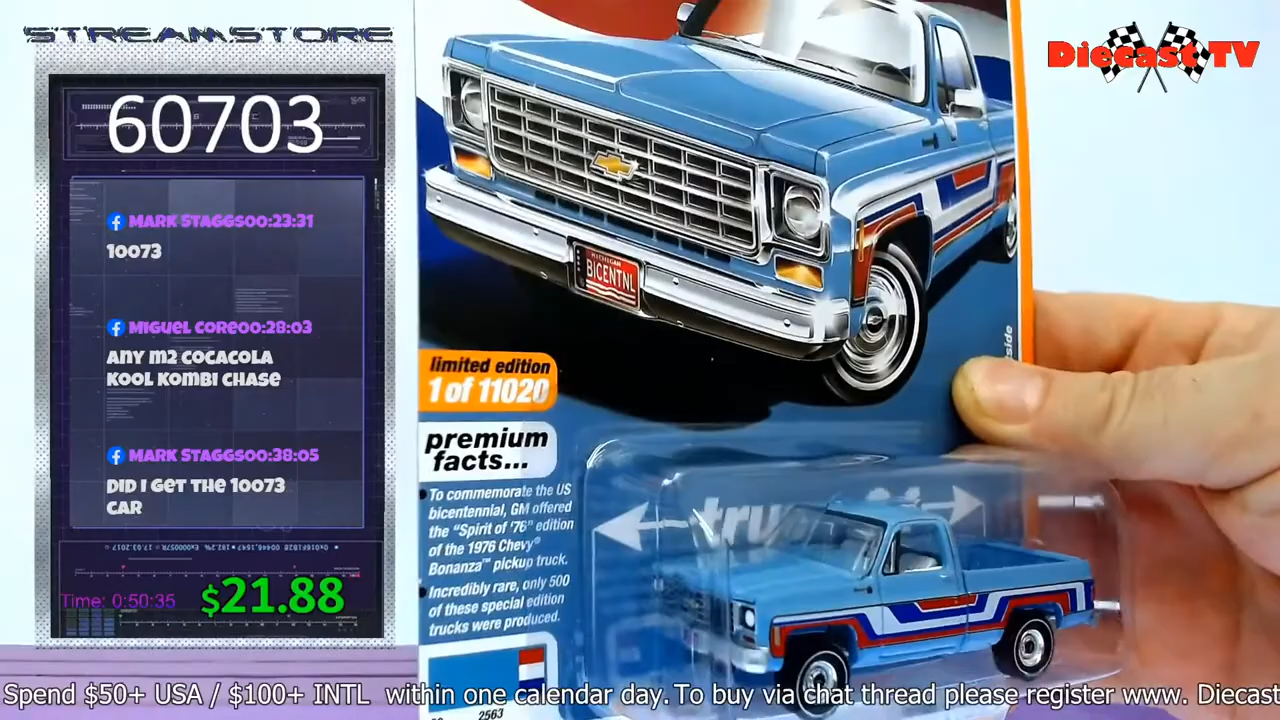 STREAMSTORE
60703
MARK STAGGS00:23:31
10073
MIGUEL CORE00:28:03
ANY M2 COCACOLA
KOOL KOMBI CHASE
MARK STAGGS00:38:05
DID I GET THE 10073
CAR
Time: 0:50:35
$21.88
Diecast TV
MICHIGAN
BICENTNL
limited edition
1 of 11020
premium
facts...
To commemorate the US
bicentennial, GM offered
the “Spirit of '76” edition
of the 1976 Chevy®
Bonanza™ pickup truck.
Incredibly rare, only 500
of these special edition
trucks were produced.
2563
Spend $50+ USA / $100+ INTL within one calendar day. To buy via chat thread please register www. Diecast